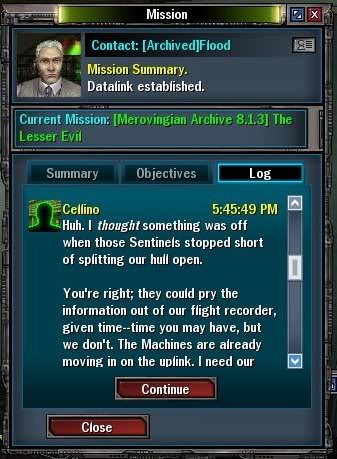 Mission
Contact: [Archived]Flood
Mission Summary.
Datalink established.
Current Mission: [Merovingian Archive 8.1.3] The
Lesser Evil
Summary
Objectives
Log
Cellino
5:45:49 PM
Huh. I thought something was off
when those Sentinels stopped short
of splitting our hull open.
You're right; they could pry the
information out of our flight recorder,
given time--time you may have, but
we don't. The Machines are already
moving in on the uplink. I need our
Continue
Close